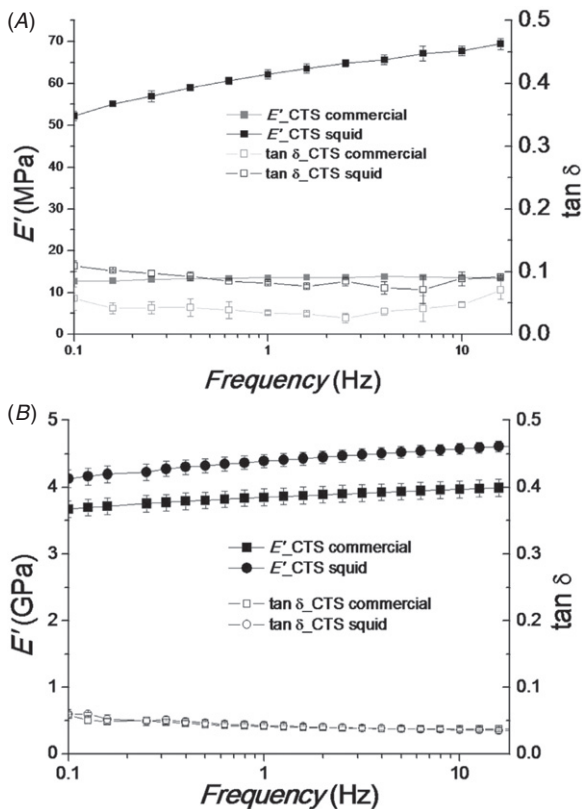 (A)
70
60
50
40
30
20
15
10
5
0
E′ (MPa)
0.5
0.4
0.3
0.2
0.1
0.0
tan δ
E′_CTS commercial
E′_CTS squid
tan δ_CTS commercial
tan δ_CTS squid
0.1
1
10
Frequency (Hz)
(B)
5
4
3
2
1
0
E′ (GPa)
0.5
0.4
0.3
0.2
0.1
0.0
tan δ
E′_CTS commercial
E′_CTS squid
tan δ_CTS commercial
tan δ_CTS squid
0.1
1
10
Frequency (Hz)